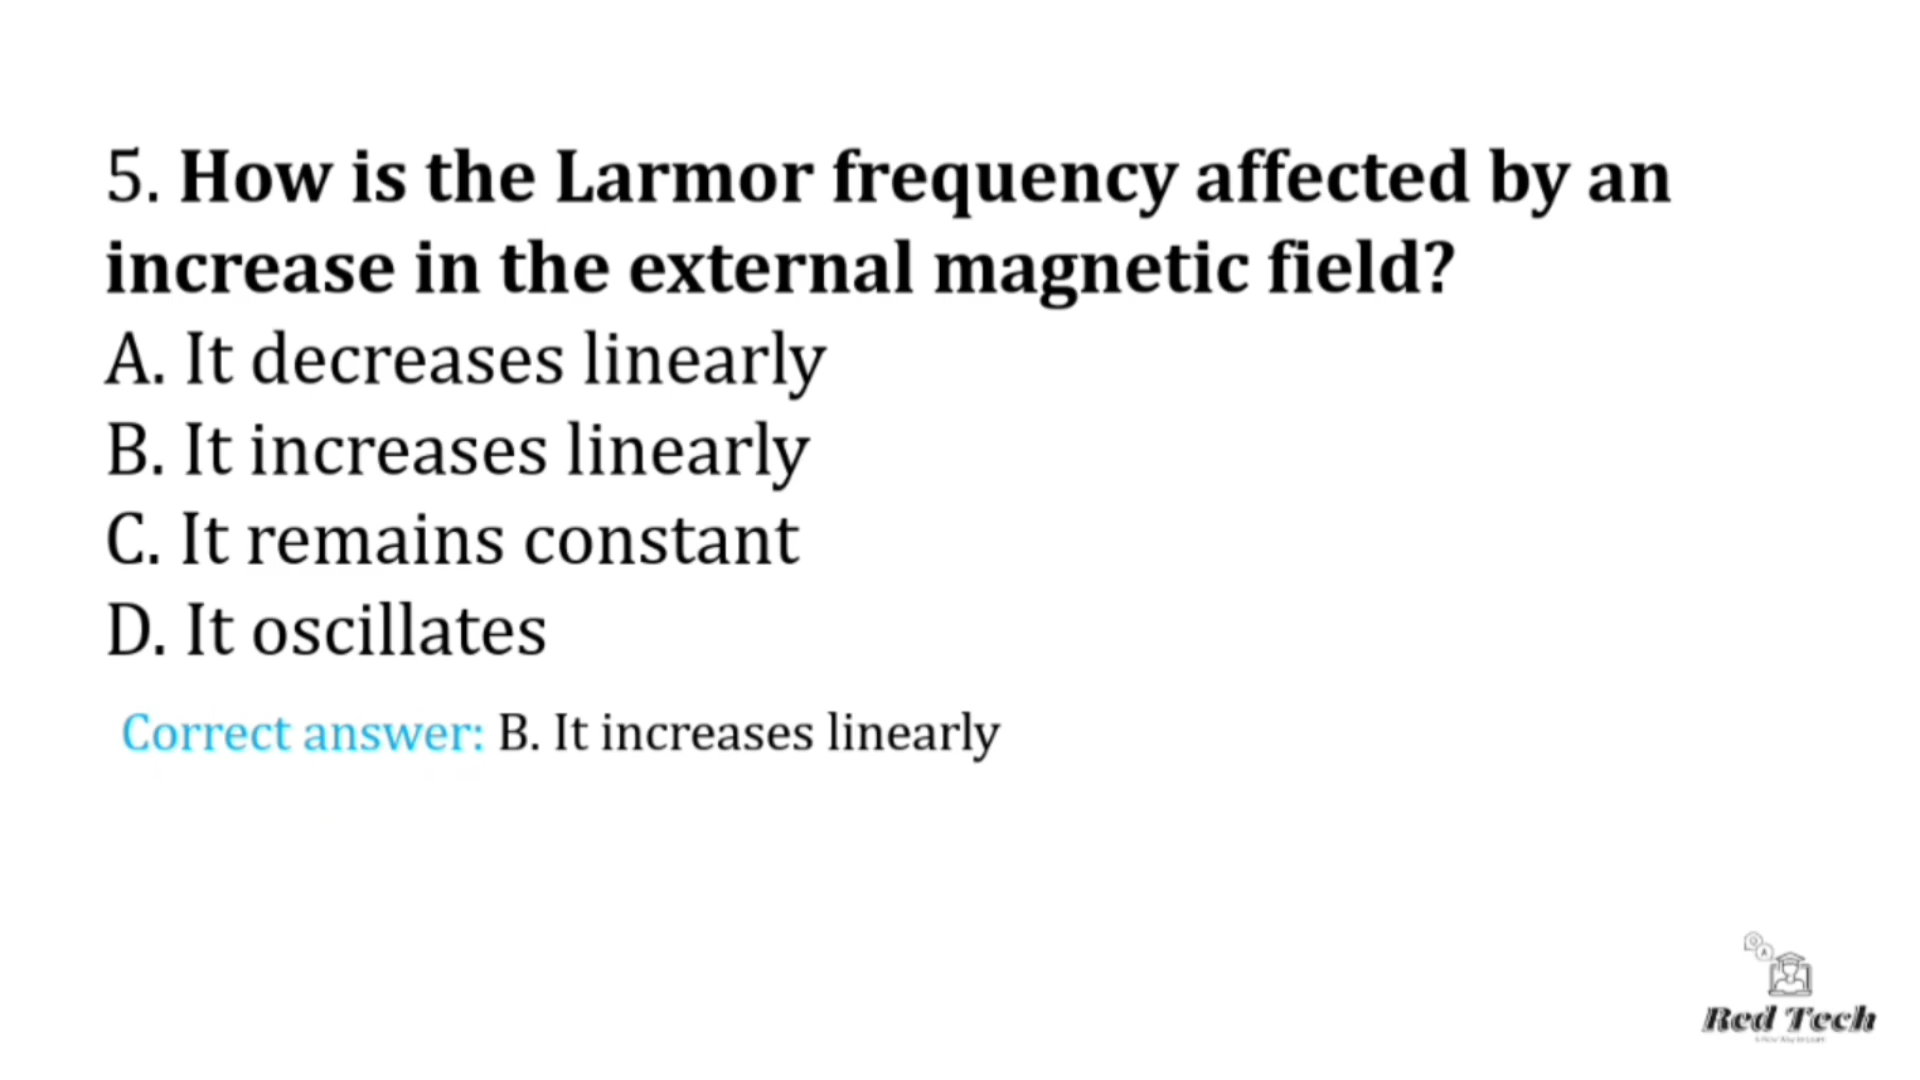 5. How is the Larmor frequency affected by an
increase in the external magnetic field?
A. It decreases linearly
B. It increases linearly
C. It remains constant
D. It oscillates
Correct answer: B. It increases linearly
Q
A
Red Tech